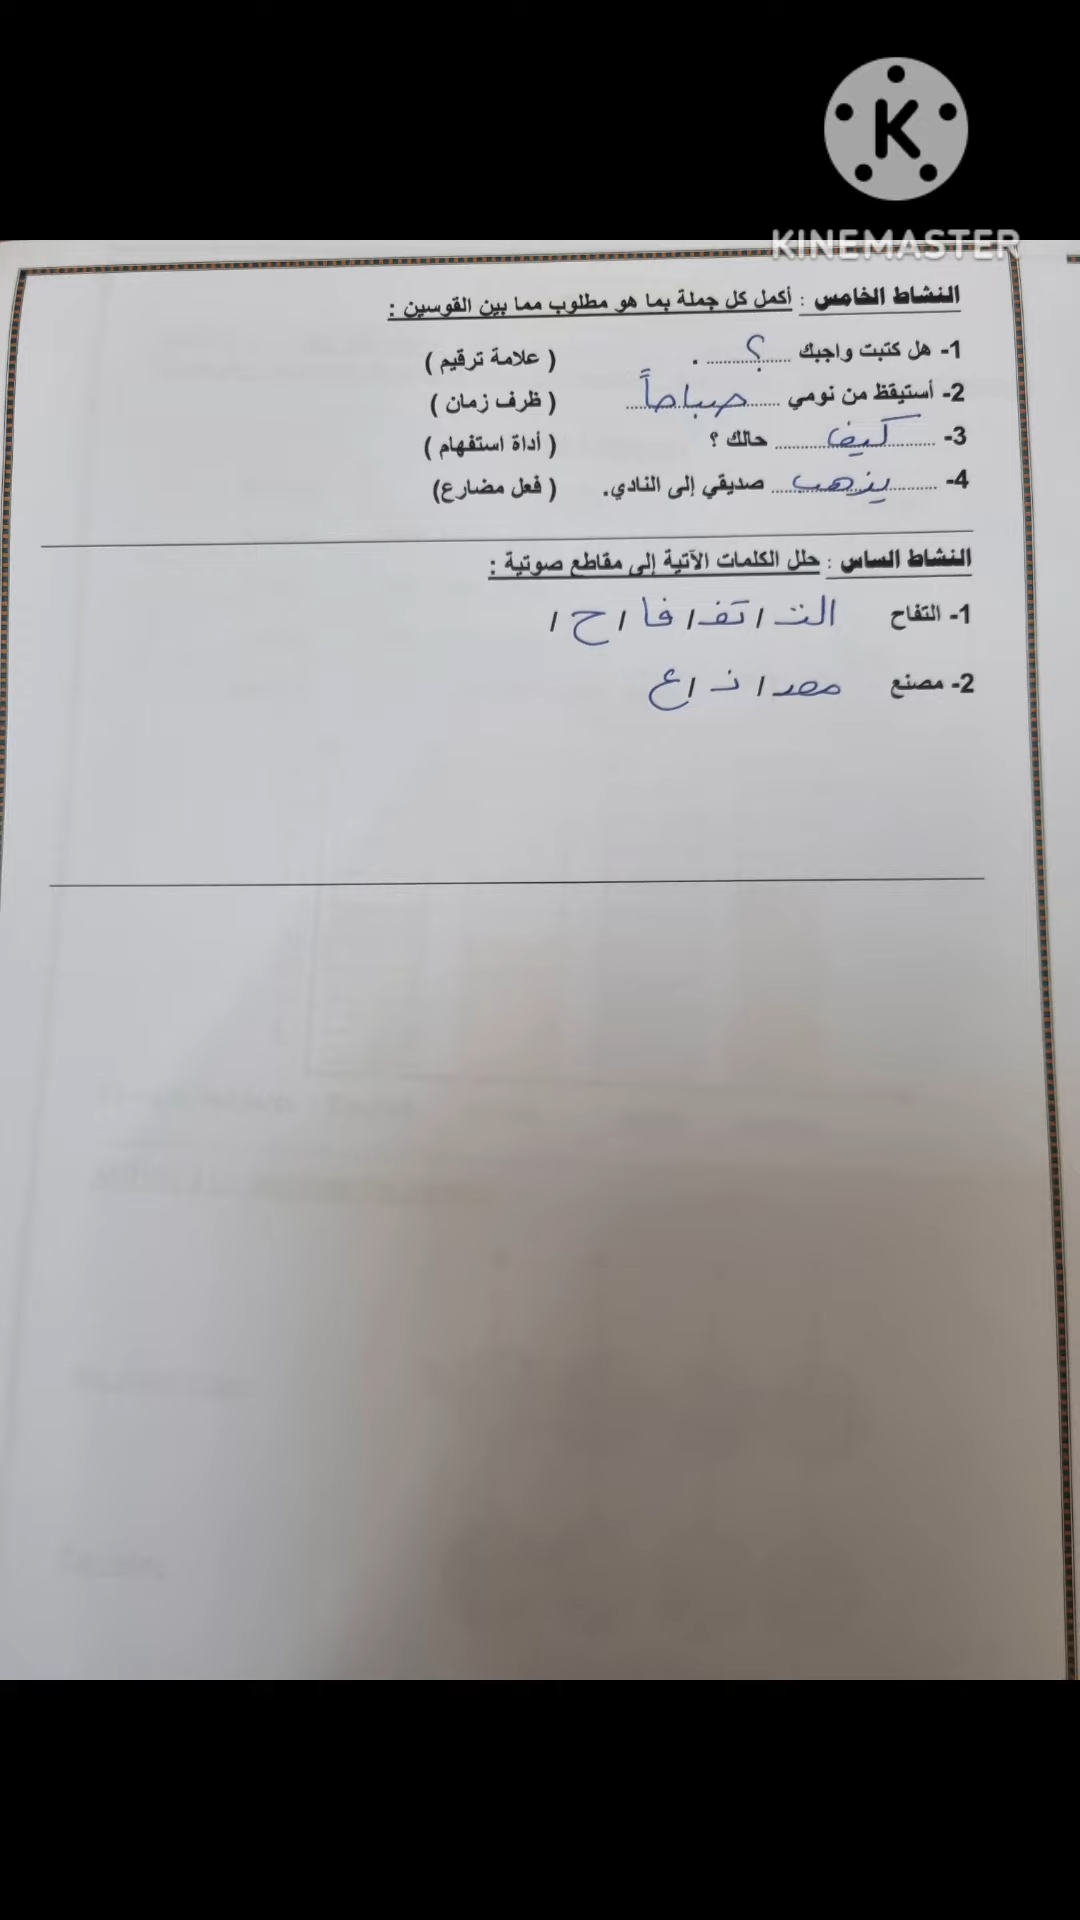 K
KINEMASTER
النشاط الخامس : أكمل كل جملة بما هو مطلوب مما بين القوسين :
1- هل كتبت واجبك ......؟...... . ( علامة ترقيم )
2- أستيقظ من نومي ......صباحاً...... ( ظرف زمان )
3- ......كيف...... حالك ؟ ( أداة استفهام )
4- ......يذهب...... صديقي إلى النادي. ( فعل مضارع)
النشاط الساس : حلل الكلمات الآتية إلى مقاطع صوتية :
1- التفاح التـ / تفـ / فا / ح /
2- مصنع مصـ / نـ / ع